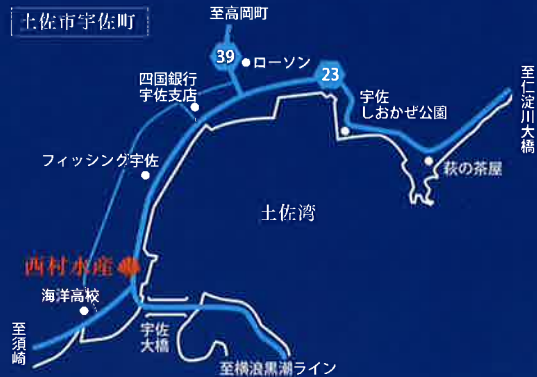 土佐市宇佐町
至高岡町
39
ローソン
23
四国銀行
宇佐支店
宇佐
しおかぜ公園
至仁淀川大橋
フィッシング宇佐
萩の茶屋
土佐湾
西村水産
海洋高校
宇佐
大橋
至須崎
至横浪黒潮ライン